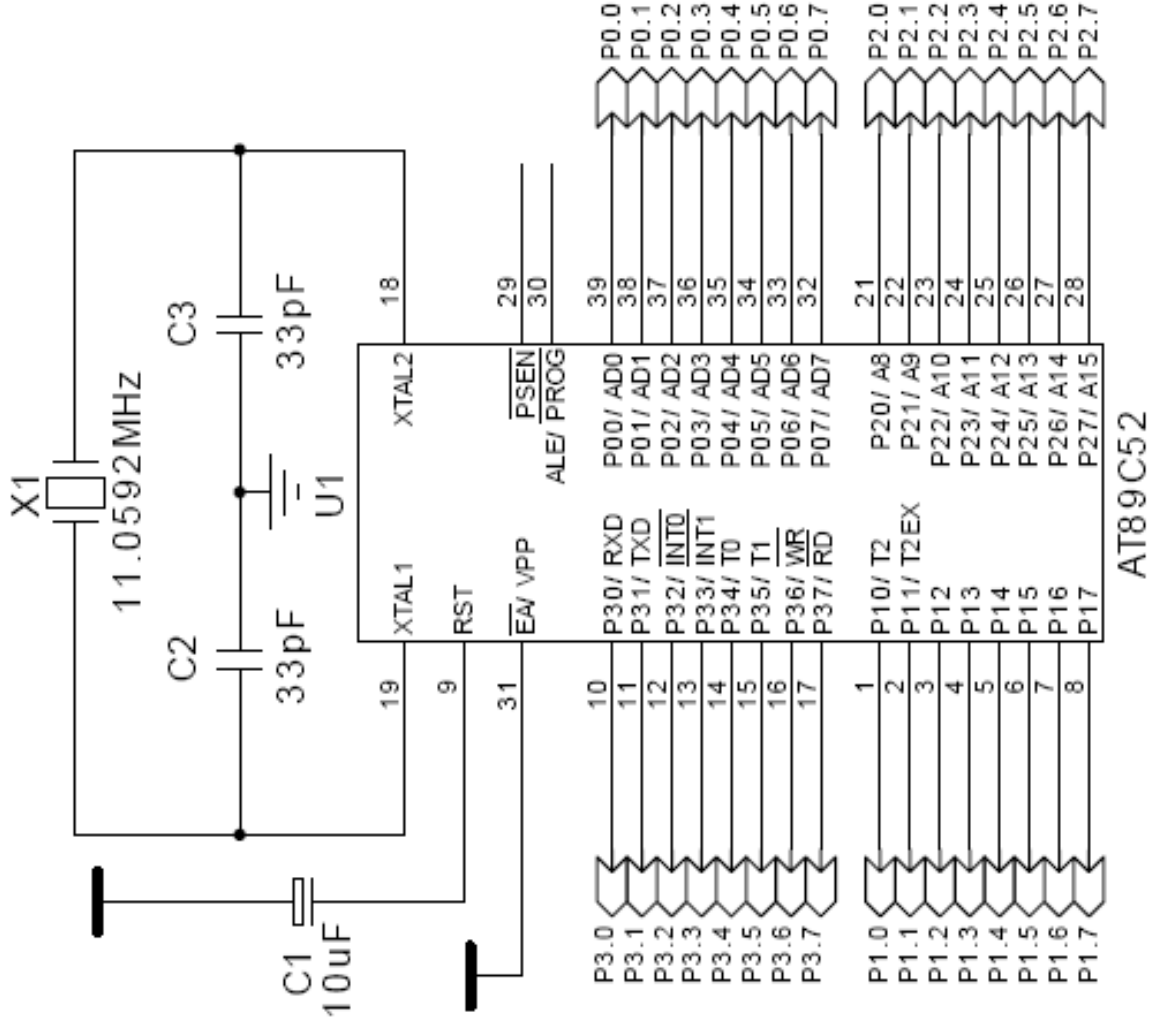 X1
11.0592MHz
C2
33pF
C3
33pF
C1
10uF
U1
19
9
31
10
11
12
13
14
15
16
17
1
2
3
4
5
6
7
8
XTAL1
RST
EA/ VPP
P30/ RXD
P31/ TXD
P32/ INT0
P33/ INT1
P34/ T0
P35/ T1
P36/ WR
P37/ RD
P10/ T2
P11/ T2EX
P12
P13
P14
P15
P16
P17
XTAL2
PSEN
ALE/ PROG
P00/ AD0
P01/ AD1
P02/ AD2
P03/ AD3
P04/ AD4
P05/ AD5
P06/ AD6
P07/ AD7
P20/ A8
P21/ A9
P22/ A10
P23/ A11
P24/ A12
P25/ A13
P26/ A14
P27/ A15
18
29
30
39
38
37
36
35
34
33
32
21
22
23
24
25
26
27
28
P3.0
P3.1
P3.2
P3.3
P3.4
P3.5
P3.6
P3.7
P1.0
P1.1
P1.2
P1.3
P1.4
P1.5
P1.6
P1.7
P0.0
P0.1
P0.2
P0.3
P0.4
P0.5
P0.6
P0.7
P2.0
P2.1
P2.2
P2.3
P2.4
P2.5
P2.6
P2.7
AT89C52